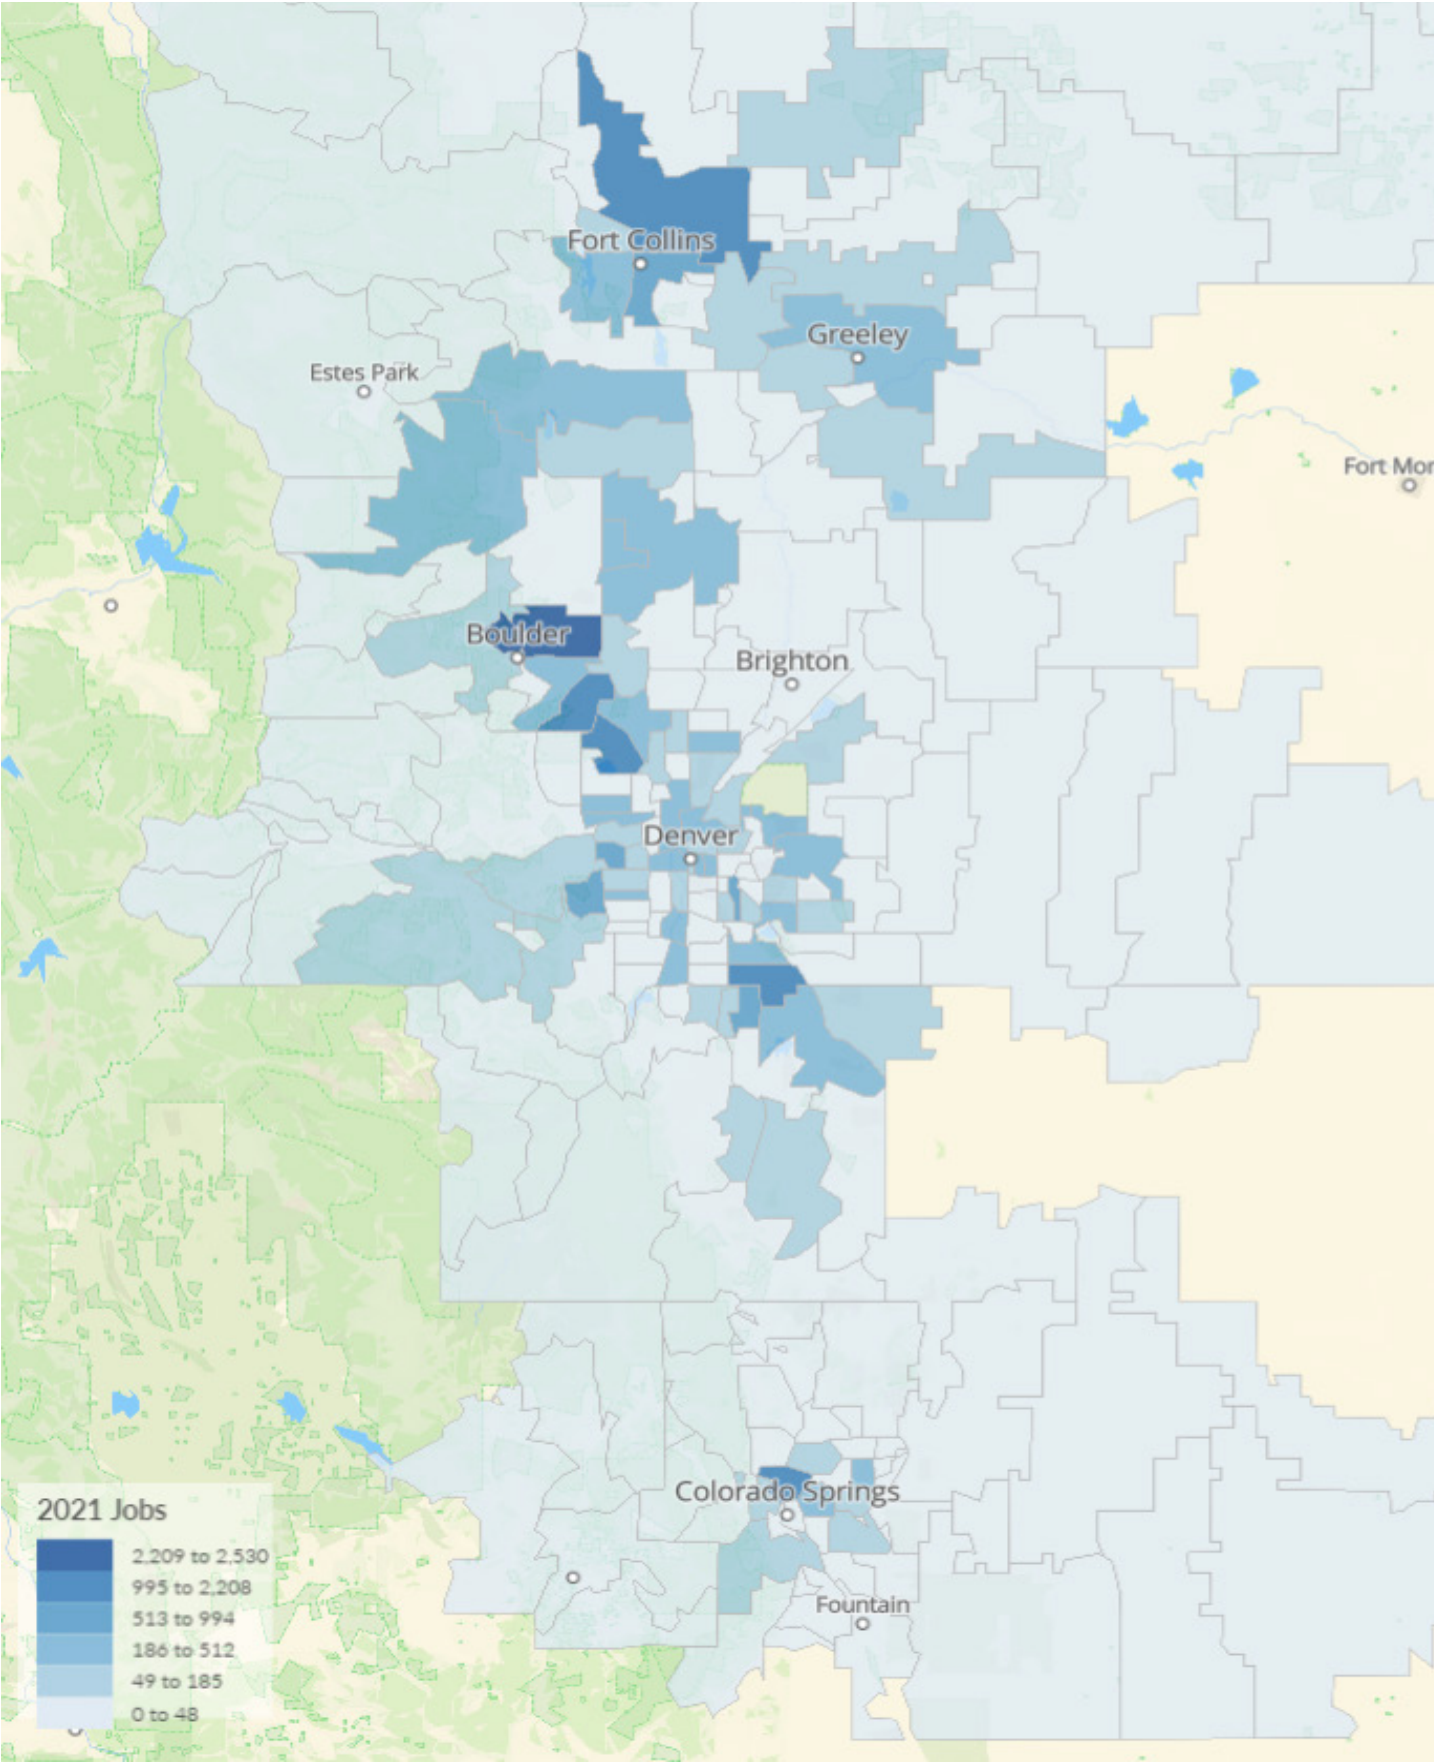 Fort Collins
Greeley
Estes Park
Fort Mor
Boulder
Brighton
Denver
Colorado Springs
2021 Jobs
2,209 to 2,530
995 to 2,208
513 to 994
186 to 512
49 to 185
0 to 48
Fountain